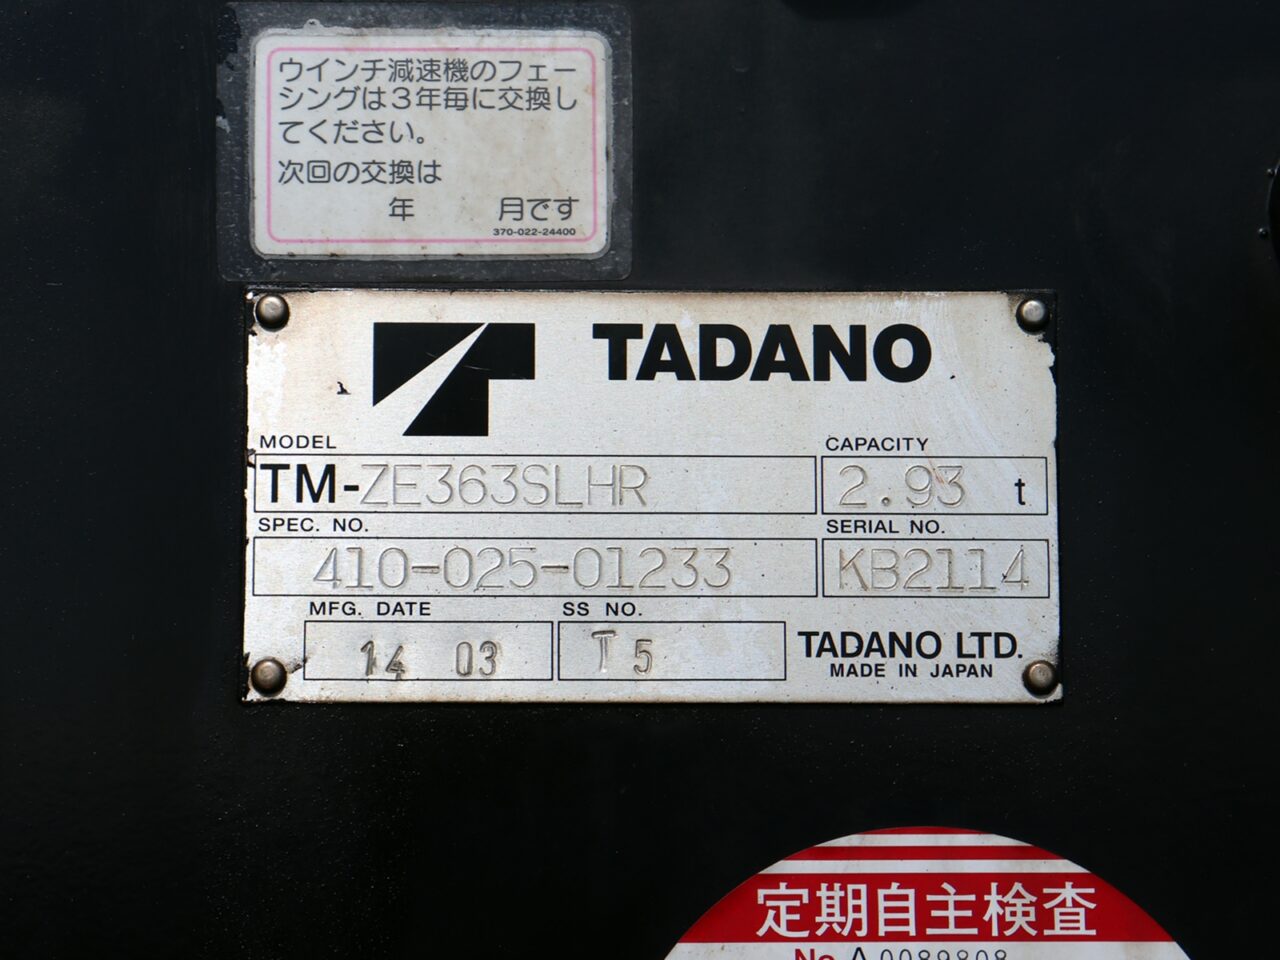 ウインチ減速機のフェー
シングは3年毎に交換し
てください。
次回の交換は
年 月です
370-022-24400
TADANO
MODEL
TM-ZE363SLHR
CAPACITY
2.93 t
SPEC. NO.
410-025-01233
SERIAL NO.
KB2114
MFG. DATE
14 03
SS NO.
T 5
TADANO LTD.
MADE IN JAPAN
定期自主検査
No A 0089808